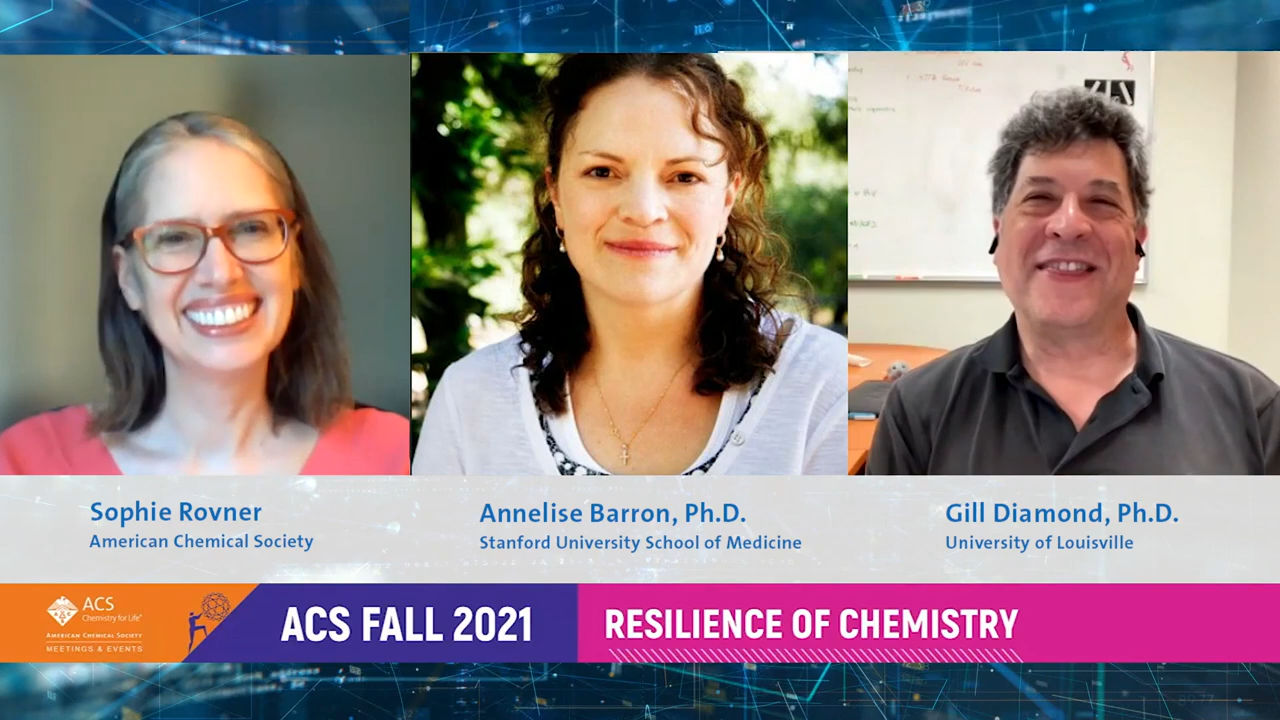 Sophie Rovner
American Chemical Society
Annelise Barron, Ph.D.
Stanford University School of Medicine
Gill Diamond, Ph.D.
University of Louisville
ACS
Chemistry for Life®
AMERICAN CHEMICAL SOCIETY
MEETINGS & EVENTS
ACS FALL 2021
RESILIENCE OF CHEMISTRY